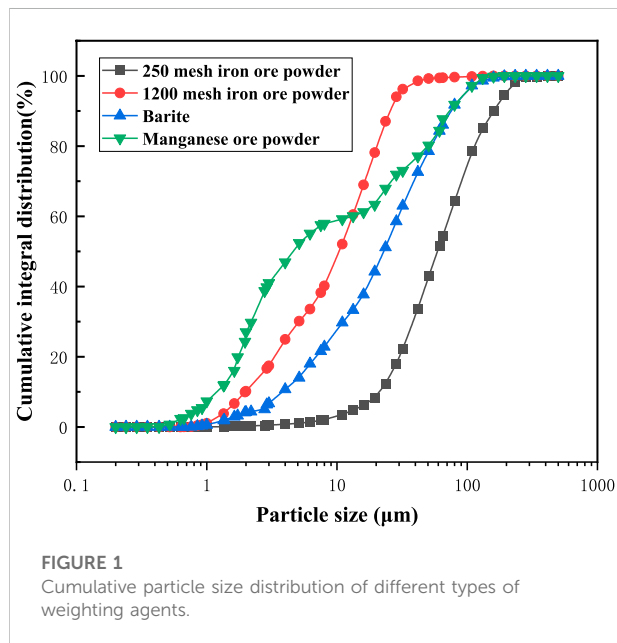 250 mesh iron ore powder
1200 mesh iron ore powder
Barite
Manganese ore powder
Cumulative integral distribution(%)
100
80
60
40
20
0
0.1
1
10
100
1000
Particle size (μm)
FIGURE 1
Cumulative particle size distribution of different types of
weighting agents.